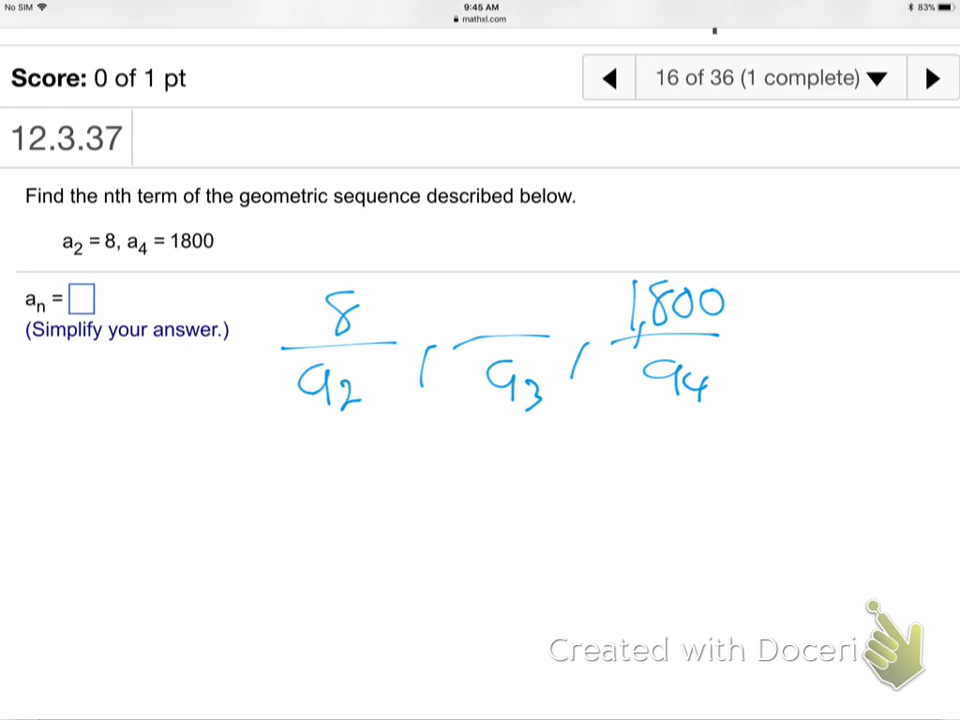 No SIM 9:45 AM 83%
mathxl.com
Score: 0 of 1 pt 16 of 36 (1 complete)
12.3.37
Find the nth term of the geometric sequence described below.
a₂ = 8, a₄ = 1800
aₙ =
(Simplify your answer.)
8 1,800
a₂ , a₃ , a₄
Created with Doceri